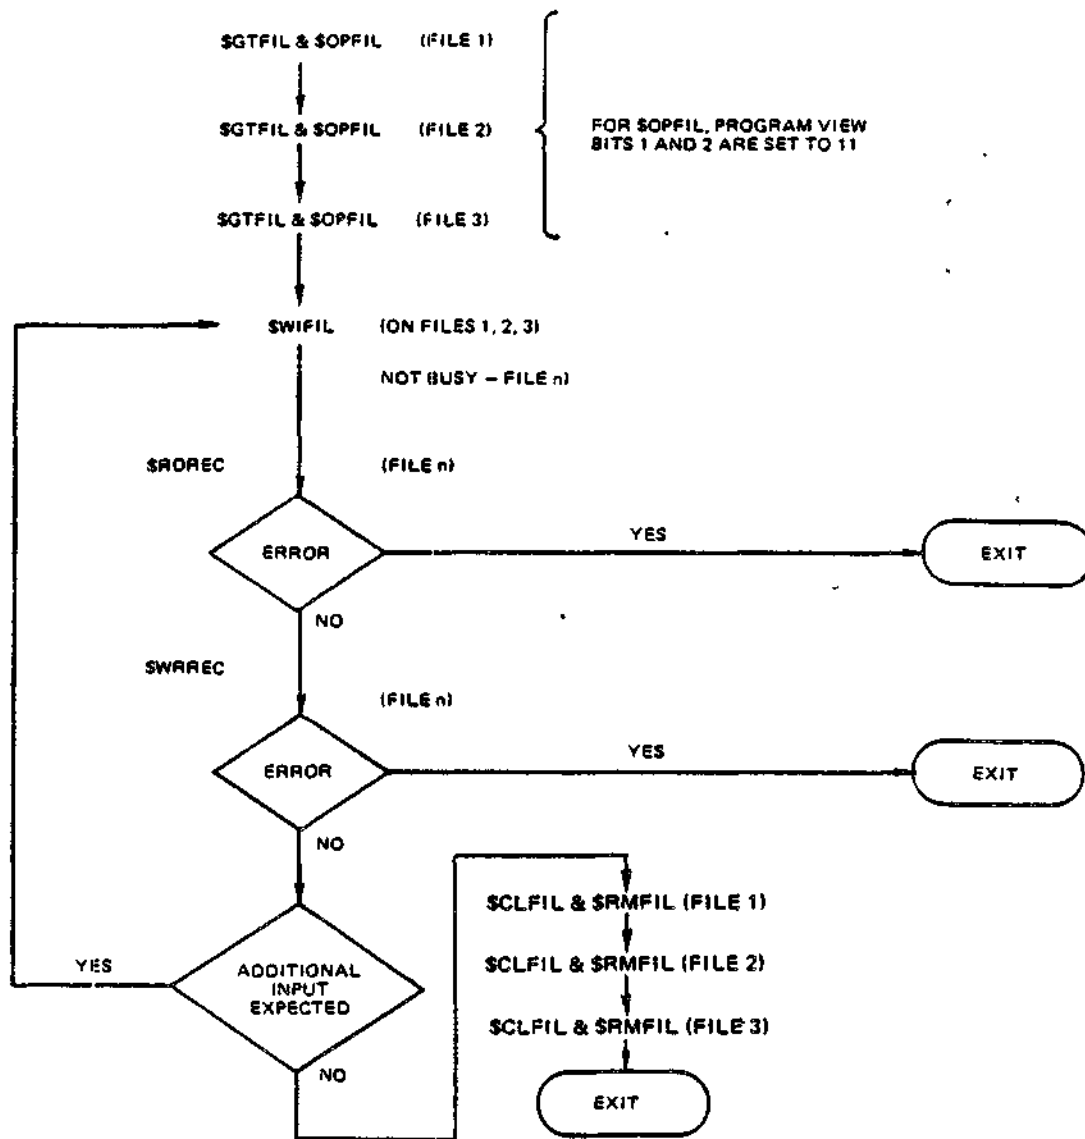 $GTFIL & $OPFIL (FILE 1)
$GTFIL & $OPFIL (FILE 2)
FOR $OPFIL, PROGRAM VIEW
BITS 1 AND 2 ARE SET TO 11
$GTFIL & $OPFIL (FILE 3)
$WIFIL (ON FILES 1, 2, 3)
NOT BUSY – FILE n)
$RDREC (FILE n)
ERROR
YES
EXIT
NO
$WRREC
(FILE n)
ERROR
YES
EXIT
NO
$CLFIL & $RMFIL (FILE 1)
YES
ADDITIONAL
INPUT
EXPECTED
$CLFIL & $RMFIL (FILE 2)
$CLFIL & $RMFIL (FILE 3)
NO
EXIT